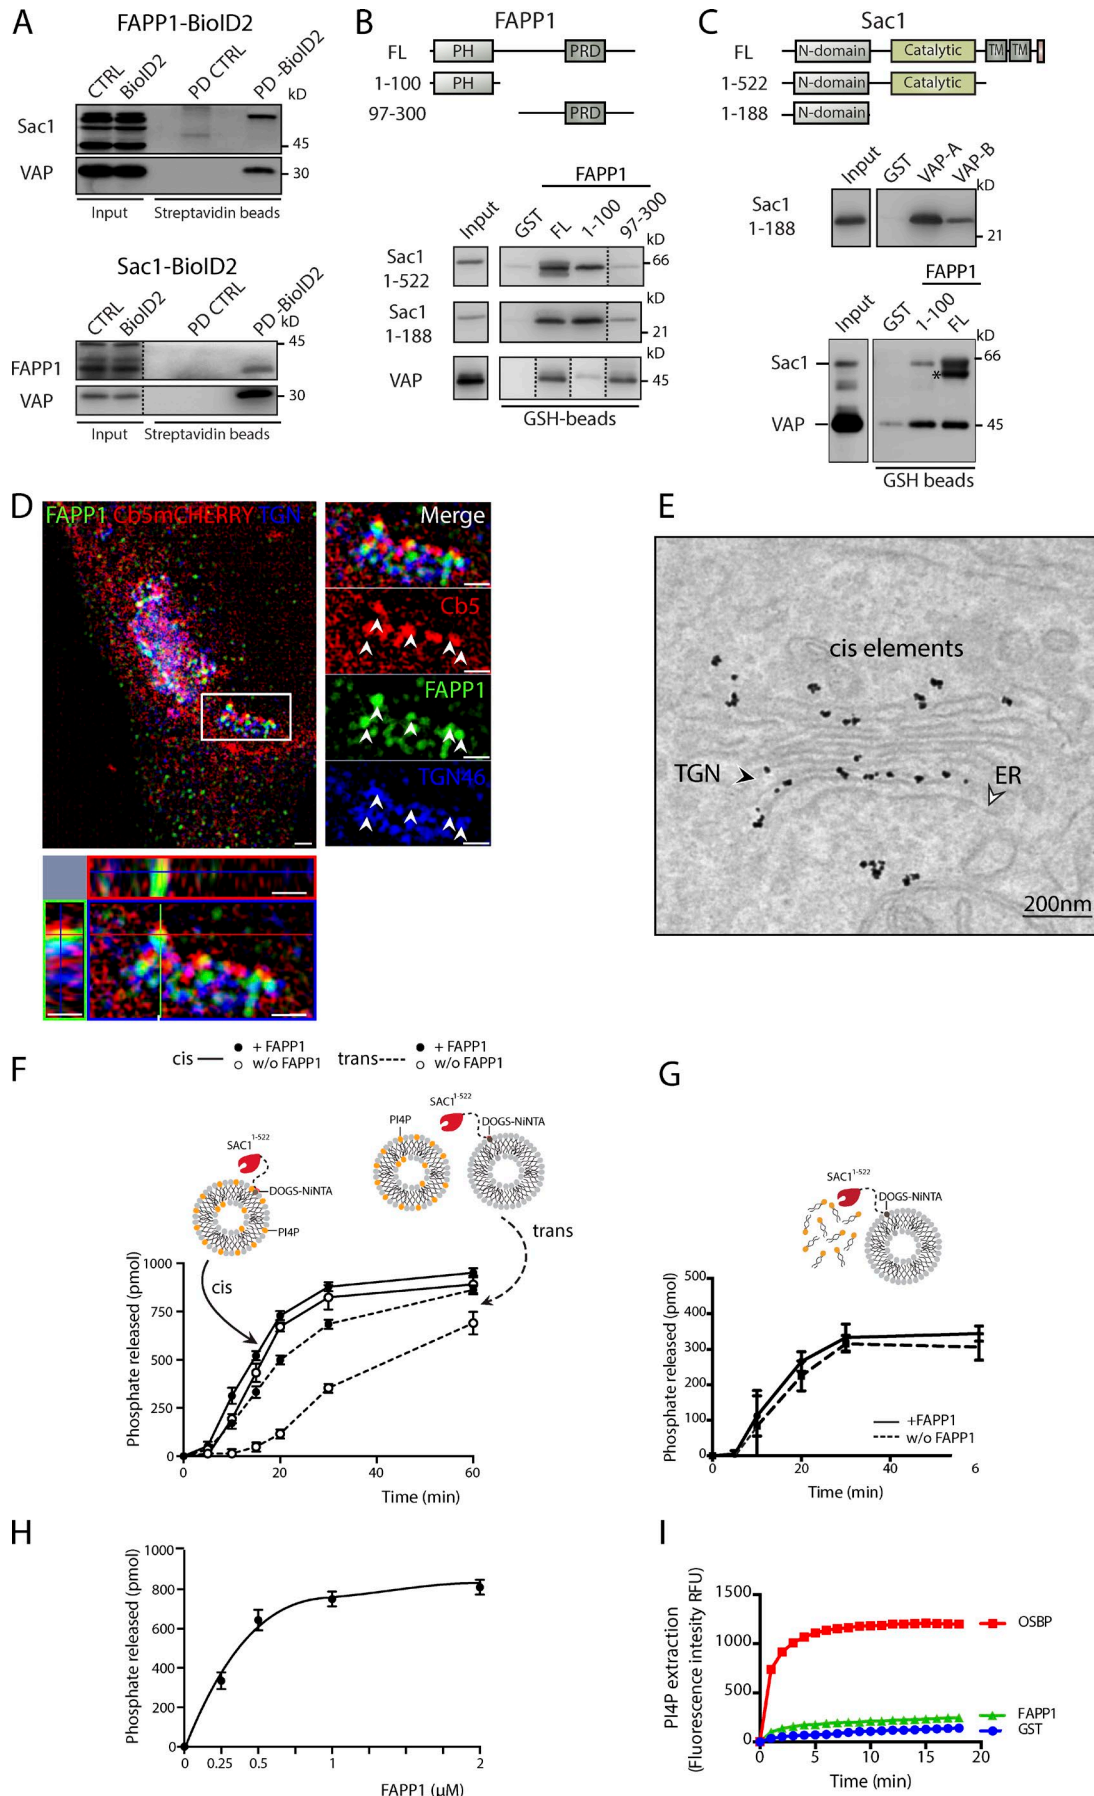 A
FAPP1-BioID2
CTRL
BioID2
PD CTRL
PD -BioID2
kD
Sac1
45
VAP
30
Input
Streptavidin beads
Sac1-BioID2
CTRL
BioID2
PD CTRL
PD -BioID2
kD
45
FAPP1
VAP
30
Input
Streptavidin beads
B
FAPP1
FL
PH
PRD
1-100
PH
97-300
PRD
FAPP1
Input
GST
FL
1-100
97-300
kD
Sac1
1-522
66
kD
Sac1
1-188
21
kD
VAP
45
GSH-beads
C
Sac1
FL
N-domain
Catalytic
TM
TM
1-522
N-domain
Catalytic
1-188
N-domain
Input
GST
VAP-A
VAP-B
kD
Sac1
1-188
21
FAPP1
Input
GST
1-100
FL
kD
Sac1
66
*
VAP
45
GSH beads
D
FAPP1 Cb5mCHERRY TGN
Merge
Cb5
FAPP1
TGN46
E
cis elements
TGN
ER
200nm
F
cis
+ FAPP1
w/o FAPP1
trans
+ FAPP1
w/o FAPP1
SAC1 1-522
DOGS-NiNTA
PI4P
PI4P
SAC1 1-522
DOGS-NiNTA
cis
trans
Phosphate released (pmol)
1000
750
500
250
0
0
20
40
60
Time (min)
G
SAC1 1-522
DOGS-NiNTA
Phosphate released (pmol)
500
400
300
200
100
0
+FAPP1
w/o FAPP1
0
20
40
6
Time (min)
H
Phosphate released (pmol)
1000
800
600
400
200
0
0
0.25
0.5
1
2
FAPP1 (µM)
I
PI4P extraction
(Fluorescence intesity RFU)
1500
1000
500
0
OSBP
FAPP1
GST
0
5
10
15
20
Time (min)